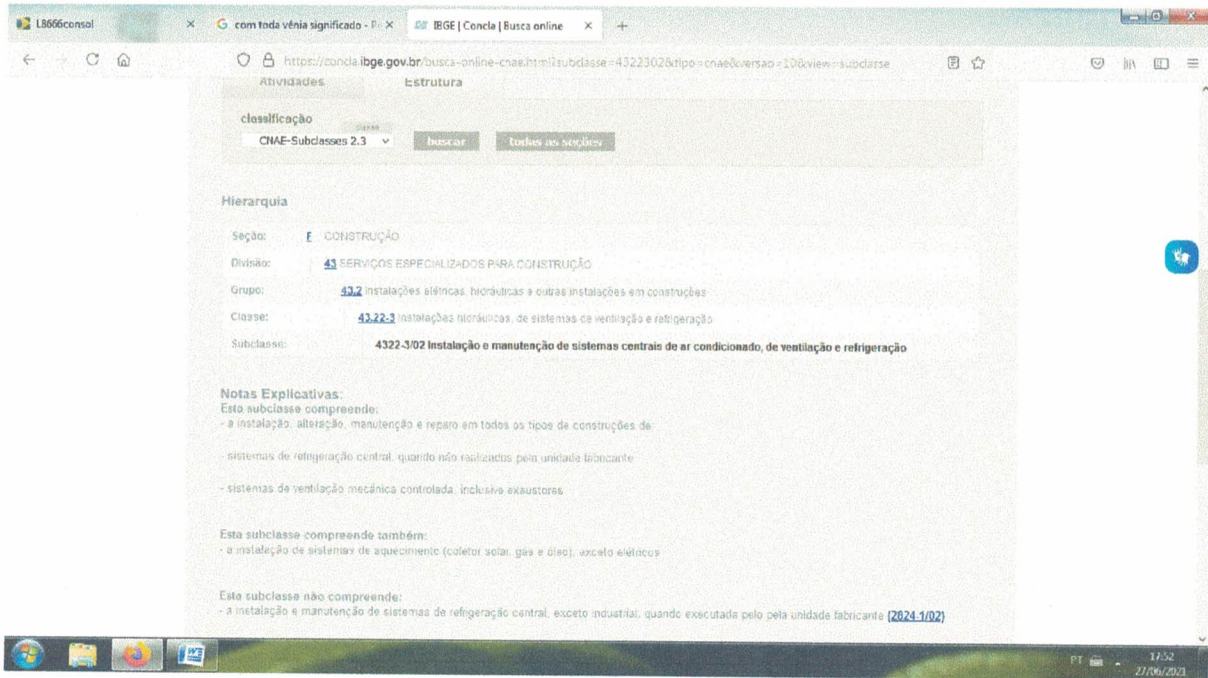 L8666consol
com toda vênia significado - Pe
IBGE | Concla | Busca online
https://concla.ibge.gov.br/busca-online-cnae.html?subclasse=4322302&tipo=cnae&versao=10&view=subclasse
Atividades Estrutura
classificação
CNAE-Subclasses 2.3 buscar todas as seções
Hierarquia
Seção: F CONSTRUÇÃO
Divisão: 43 SERVIÇOS ESPECIALIZADOS PARA CONSTRUÇÃO
Grupo: 43.2 Instalações elétricas, hidráulicas e outras instalações em construções
Classe: 43.22-3 Instalações hidráulicas, de sistemas de ventilação e refrigeração
Subclasse: 4322-3/02 Instalação e manutenção de sistemas centrais de ar condicionado, de ventilação e refrigeração
Notas Explicativas:
Esta subclasse compreende:
- a instalação, alteração, manutenção e reparo em todos os tipos de construções de:
- sistemas de refrigeração central, quando não realizados pela unidade fabricante
- sistemas de ventilação mecânica controlada, inclusive exaustores
Esta subclasse compreende também:
- a instalação de sistemas de aquecimento (coletor solar, gás e óleo), exceto elétricos
Esta subclasse não compreende:
- a instalação e manutenção de sistemas de refrigeração central, exceto industrial, quando executada pelo pela unidade fabricante (2824-1/02)
PT 17:52
27/06/2021